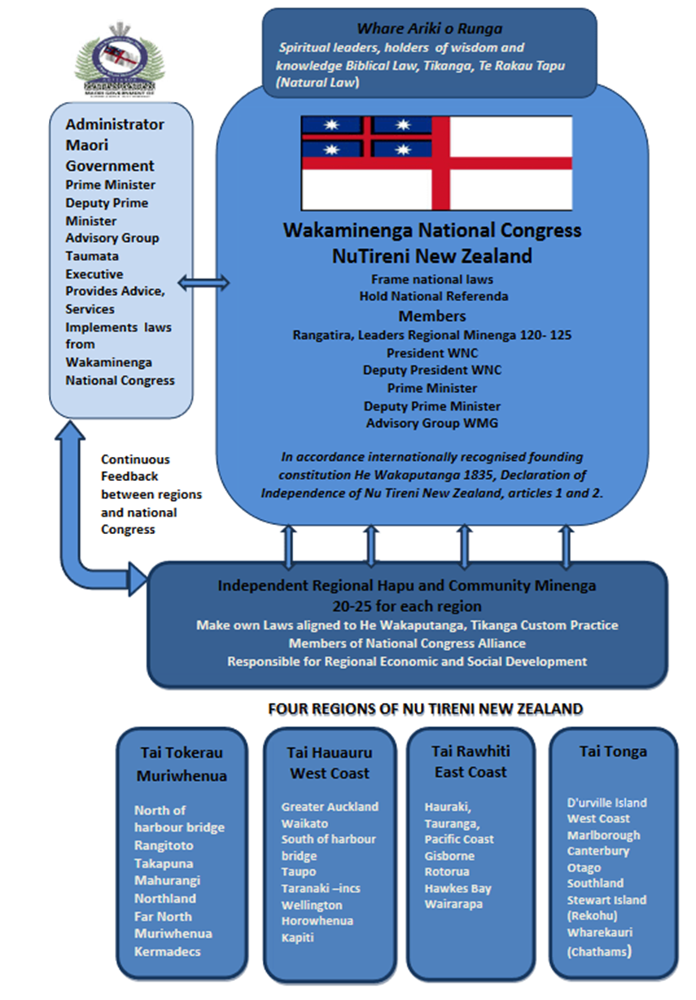 Whare Ariki o Runga
Spiritual leaders, holders of wisdom and
knowledge Biblical Law, Tikanga, Te Rakau Tapu
(Natural Law)
MAORI GOVERNMENT OF
Administrator
Maori
Government
Prime Minister
Deputy Prime
Minister
Advisory Group
Taumata
Executive
Provides Advice,
Services
Implements laws
from
Wakaminenga
National Congress
Wakaminenga National Congress
NuTireni New Zealand
Frame national laws
Hold National Referenda
Members
Rangatira, Leaders Regional Minenga 120- 125
President WNC
Deputy President WNC
Prime Minister
Deputy Prime Minister
Advisory Group WMG
In accordance internationally recognised founding
constitution He Wakaputanga 1835, Declaration of
Independence of Nu Tireni New Zealand, articles 1 and 2.
Continuous
Feedback
between regions
and national
Congress
Independent Regional Hapu and Community Minenga
20-25 for each region
Make own Laws aligned to He Wakaputanga, Tikanga Custom Practice
Members of National Congress Alliance
Responsible for Regional Economic and Social Development
FOUR REGIONS OF NU TIRENI NEW ZEALAND
Tai Tokerau
Muriwhenua
North of
harbour bridge
Rangitoto
Takapuna
Mahurangi
Northland
Far North
Muriwhenua
Kermadecs
Tai Hauauru
West Coast
Greater Auckland
Waikato
South of harbour
bridge
Taupo
Taranaki –incs
Wellington
Horowhenua
Kapiti
Tai Rawhiti
East Coast
Hauraki,
Tauranga,
Pacific Coast
Gisborne
Rotorua
Hawkes Bay
Wairarapa
Tai Tonga
D'urville Island
West Coast
Marlborough
Canterbury
Otago
Southland
Stewart Island
(Rekohu)
Wharekauri
(Chathams)